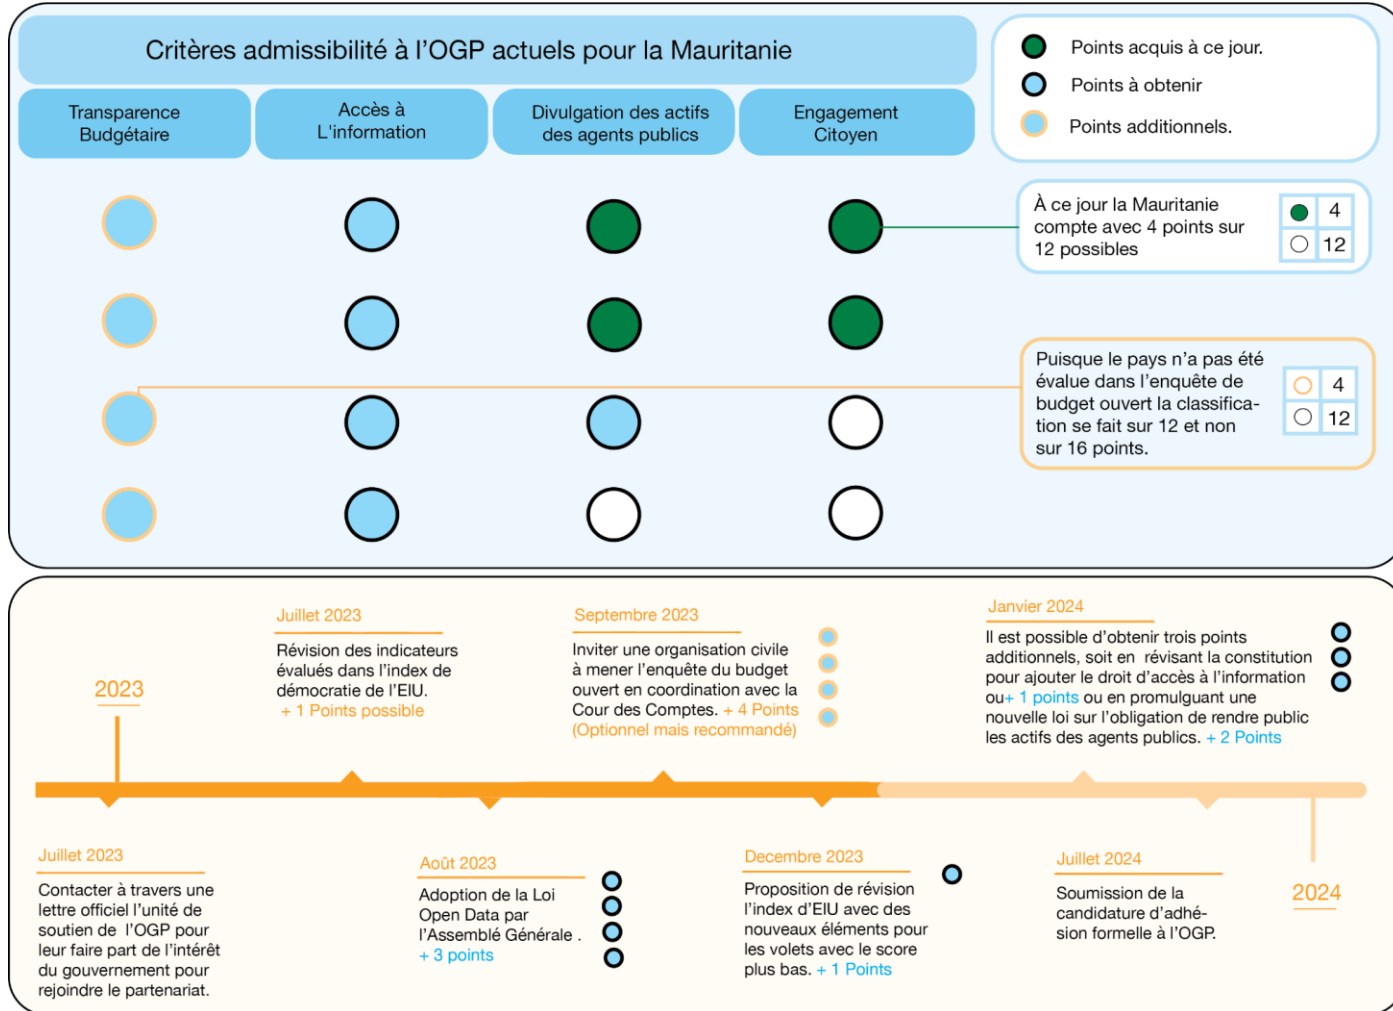 Critères admissibilité à l'OGP actuels pour la Mauritanie
Transparence
Budgétaire
Accès à
L'information
Divulgation des actifs
des agents publics
Engagement
Citoyen
Points acquis à ce jour.
Points à obtenir
Points additionnels.
À ce jour la Mauritanie
compte avec 4 points sur
12 possibles
4
12
Puisque le pays n'a pas été
évalue dans l'enquête de
budget ouvert la classifica-
tion se fait sur 12 et non
sur 16 points.
4
12
2023
Juillet 2023
Révision des indicateurs
évalués dans l'index de
démocratie de l'EIU.
+ 1 Points possible
Septembre 2023
Inviter une organisation civile
à mener l'enquête du budget
ouvert en coordination avec la
Cour des Comptes. + 4 Points
(Optionnel mais recommandé)
Janvier 2024
Il est possible d'obtenir trois points
additionnels, soit en révisant la constitution
pour ajouter le droit d'accès à l'information
ou+ 1 points ou en promulguant une
nouvelle loi sur l'obligation de rendre public
les actifs des agents publics. + 2 Points
Juillet 2023
Contacter à travers une
lettre officiel l'unité de
soutien de l'OGP pour
leur faire part de l'intérêt
du gouvernement pour
rejoindre le partenariat.
Août 2023
Adoption de la Loi
Open Data par
l'Assemblé Générale .
+ 3 points
Decembre 2023
Proposition de révision
l'index d'EIU avec des
nouveaux éléments pour
les volets avec le score
plus bas. + 1 Points
Juillet 2024
Soumission de la
candidature d'adhé-
sion formelle à l'OGP.
2024